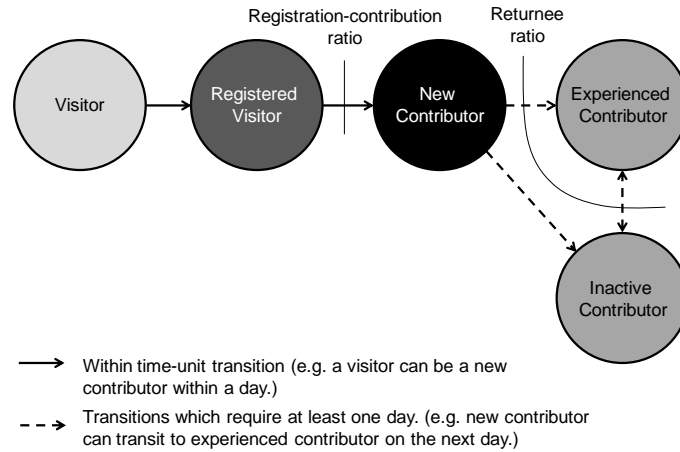 Registration-contribution
ratio
Returnee
ratio
Visitor
Registered
Visitor
New
Contributor
Experienced
Contributor
Inactive
Contributor
Within time-unit transition (e.g. a visitor can be a new
contributor within a day.)
Transitions which require at least one day. (e.g. new contributor
can transit to experienced contributor on the next day.)